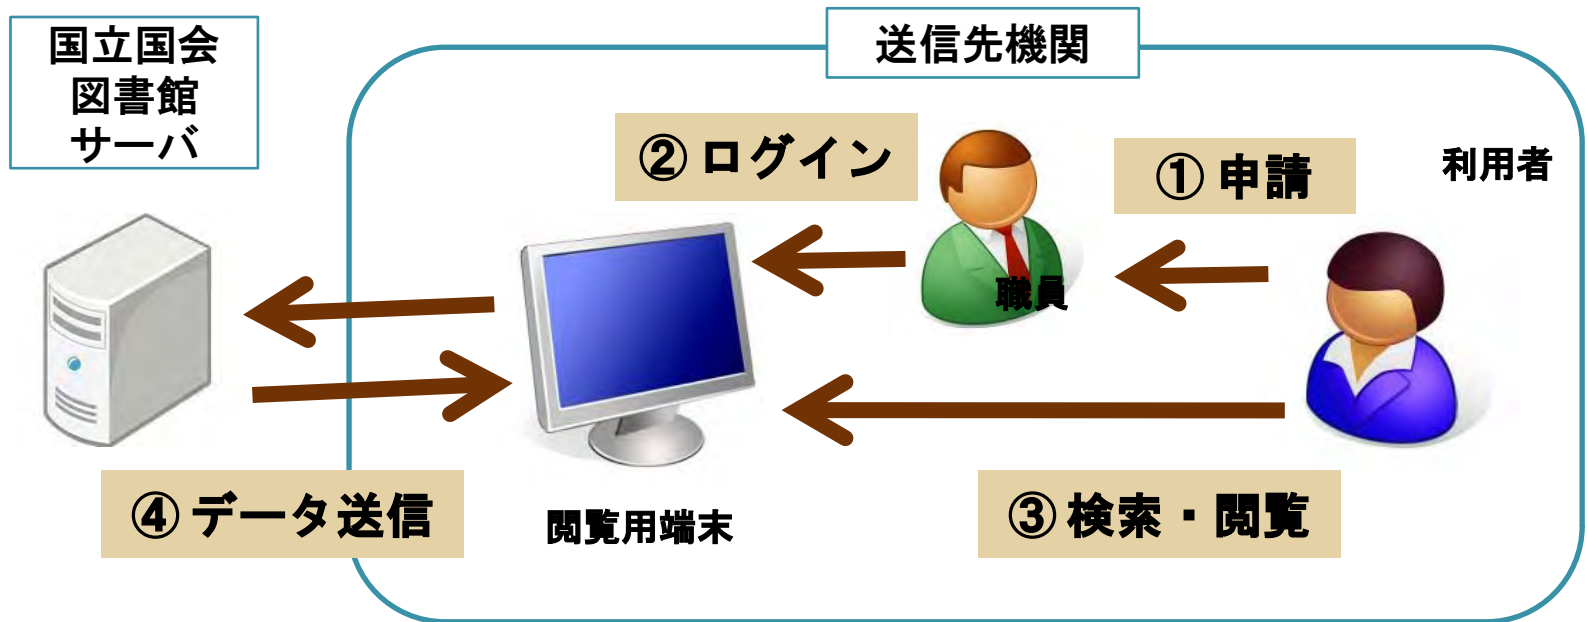 国立国会
図書館
サーバ
送信先機関
② ログイン
① 申請
利用者
職員
④ データ送信
閲覧用端末
③ 検索・閲覧